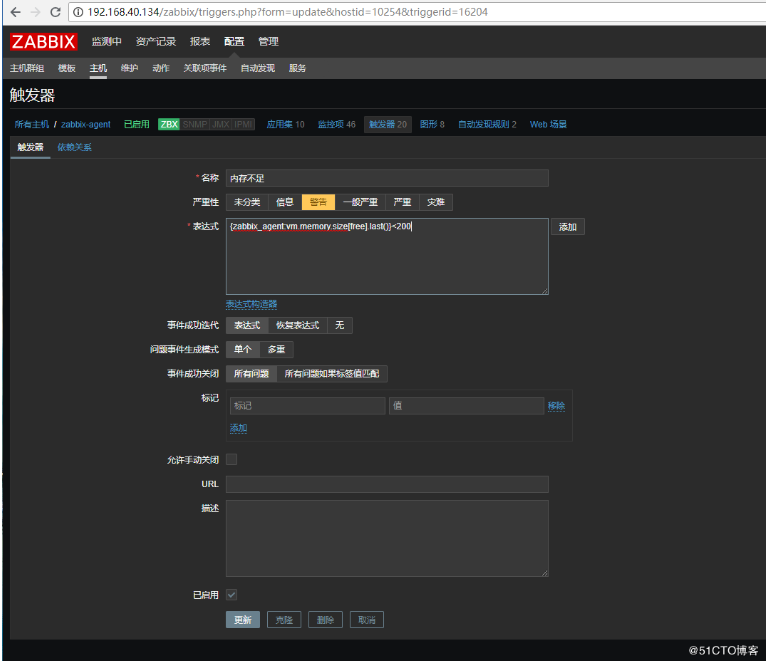 192.168.40.134/zabbix/triggers.php?form=update&hostid=10254&triggerid=16204
ZABBIX 监测中 资产记录 报表 配置 管理
主机群组 模板 主机 维护 动作 关联项事件 自动发现 服务
触发器
所有主机 / zabbix-agent 已启用 ZBX SNMP JMX IPMI 应用集 10 监控项 46 触发器 20 图形 8 自动发现规则 2 Web 场景
触发器 依赖关系
* 名称 内存不足
严重性 未分类 信息 警告 一般严重 严重 灾难
* 表达式 {zabbix_agent:vm.memory.size[free].last()}<200 添加
表达式构造器
事件成功迭代 表达式 恢复表达式 无
问题事件生成模式 单个 多重
事件成功关闭 所有问题 所有问题如果标签值匹配
标记 标记 值 移除
添加
允许手动关闭
URL
描述
已启用
更新 克隆 删除 取消
@51CTO博客